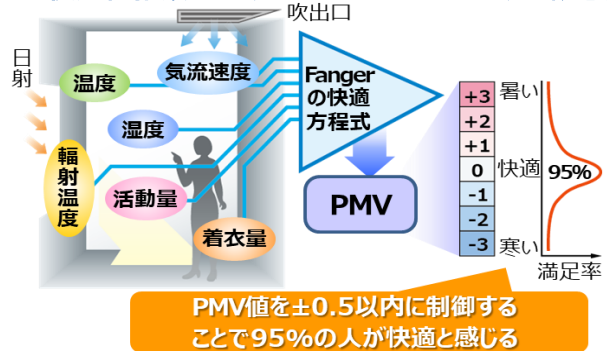 吹出口
日
射
温度
気流速度
湿度
輻
射
温
度
活動量
着衣量
Fanger
の快適
方程式
PMV
+3
+2
+1
0
-1
-2
-3
暑い
快適
寒い
95%
満足率
PMV値を±0.5以内に制御する
ことで95%の人が快適と感じる